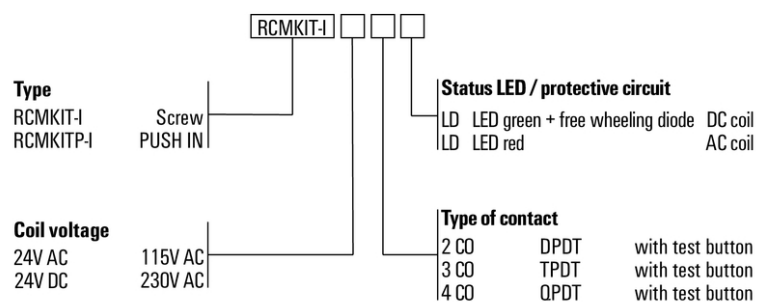 RCMKIT-I
Type
RCMKIT-I Screw
RCMKITP-I PUSH IN
Status LED / protective circuit
LD LED green + free wheeling diode DC coil
LD LED red AC coil
Coil voltage
24V AC 115V AC
24V DC 230V AC
Type of contact
2 CO DPDT with test button
3 CO TPDT with test button
4 CO QPDT with test button